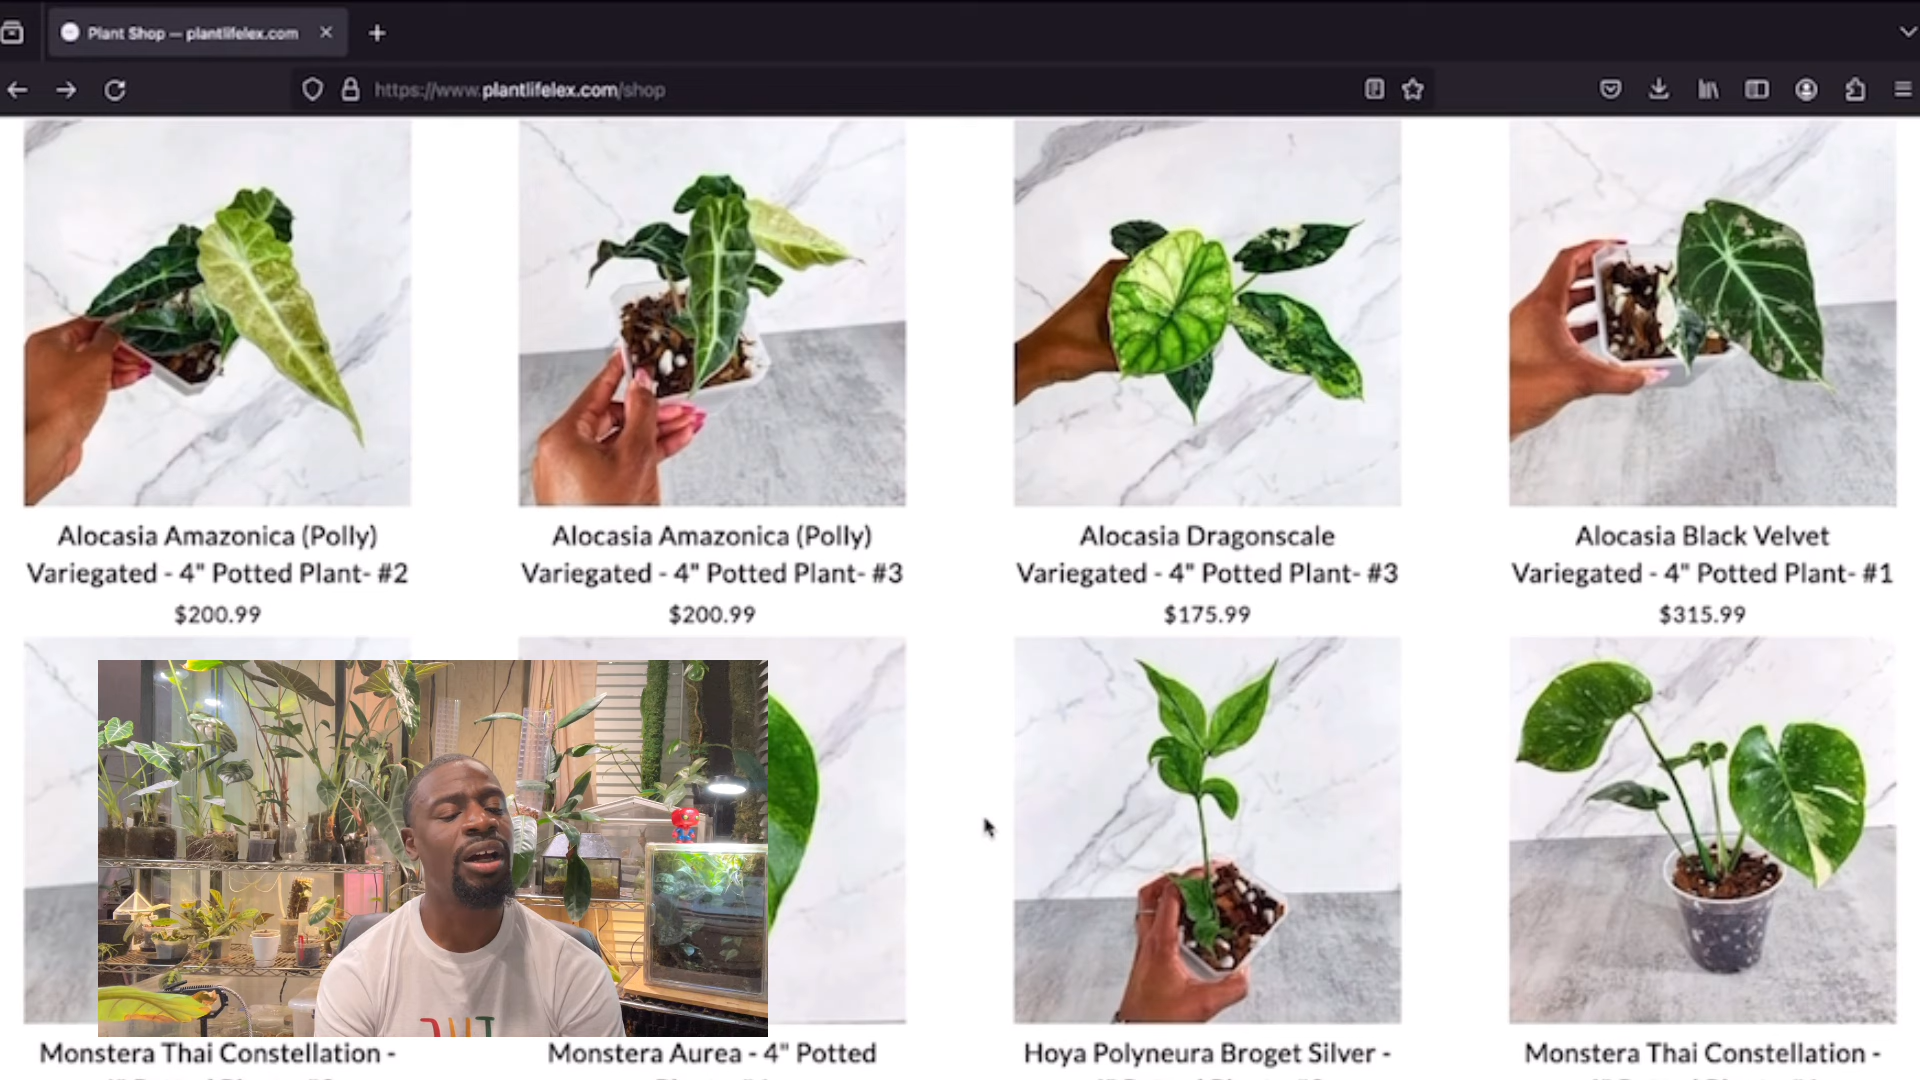 Plant Shop — plantlifelex.com
https://www.plantlifelex.com/shop
Alocasia Amazonica (Polly)
Variegated - 4" Potted Plant- #2
$200.99
Alocasia Amazonica (Polly)
Variegated - 4" Potted Plant- #3
$200.99
Alocasia Dragonscale
Variegated - 4" Potted Plant- #3
$175.99
Alocasia Black Velvet
Variegated - 4" Potted Plant- #1
$315.99
Monstera Thai Constellation -
Monstera Aurea - 4" Potted
Hoya Polyneura Broget Silver -
Monstera Thai Constellation -